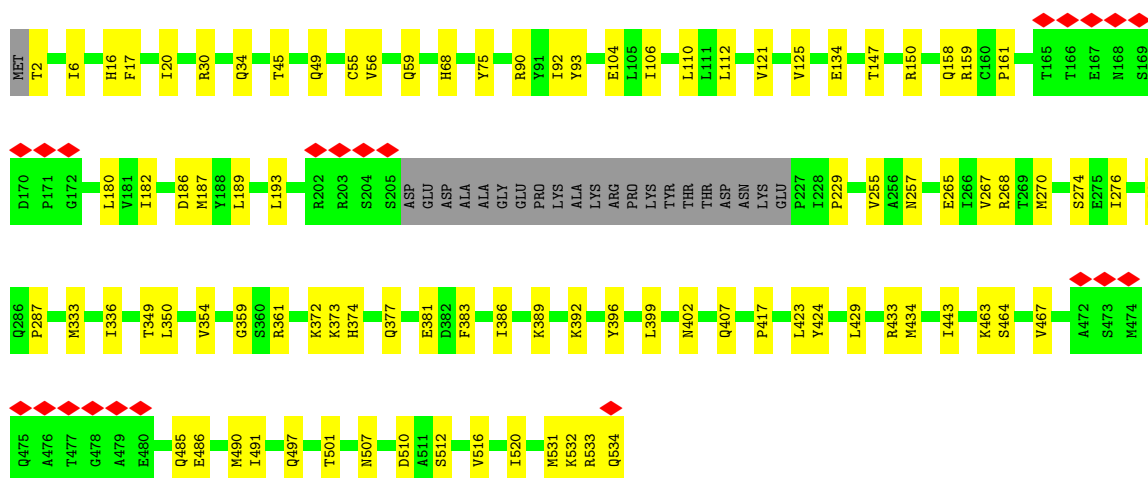 MET T2 I6 H16 F17 I20 R30 Q34 T45 Q49 C55 V56 Q59 H68 Y75 R90 Y91 I92 Y93 E104 L105 I106 L110 L111 L112 V121 V125 E134 T147 R150 Q158 R159 C160 P161 T165 T166 E167 N168 S169
D170 P171 G172 L180 V181 I182 D186 M187 Y188 L189 L193 R202 R203 S204 S205 ASP GLU ASP ALA ALA GLY GLU PRO LYS ALA LYS ARG PRO LYS TYR THR THR ASP ASN LYS GLU P227 I228 P229 V255 A256 N257 E265 I266 V267 R268 T269 M270 S274 E275 I276
Q286 P287 M333 I336 T349 L350 V354 G359 S360 R361 K372 K373 H374 Q377 E381 D382 F383 I386 K389 K392 Y396 L399 N402 Q407 P417 L423 Y424 L429 R433 M434 I443 K463 S464 V467 A472 S473 M474
Q475 A476 T477 G478 A479 E480 Q485 E486 M490 I491 Q497 T501 N507 D510 A511 S512 V516 I520 M531 K532 R533 Q534